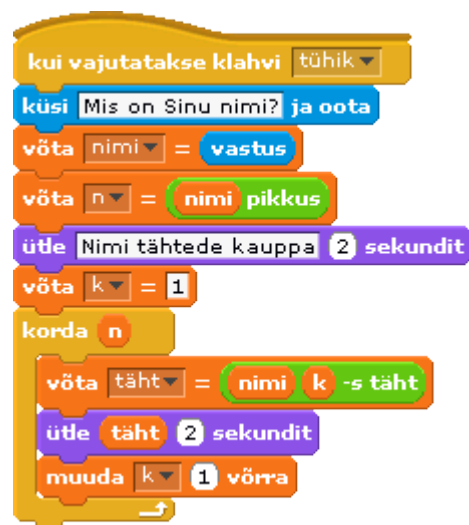 kui vajutatakse klahvi tühik
küsi Mis on Sinu nimi? ja oota
võta nimi = vastus
võta n = nimi pikkus
ütle Nimi tähtede kauppa 2 sekundit
võta k = 1
korda n
võta täht = nimi k -s täht
ütle täht 2 sekundit
muuda k 1 võrra